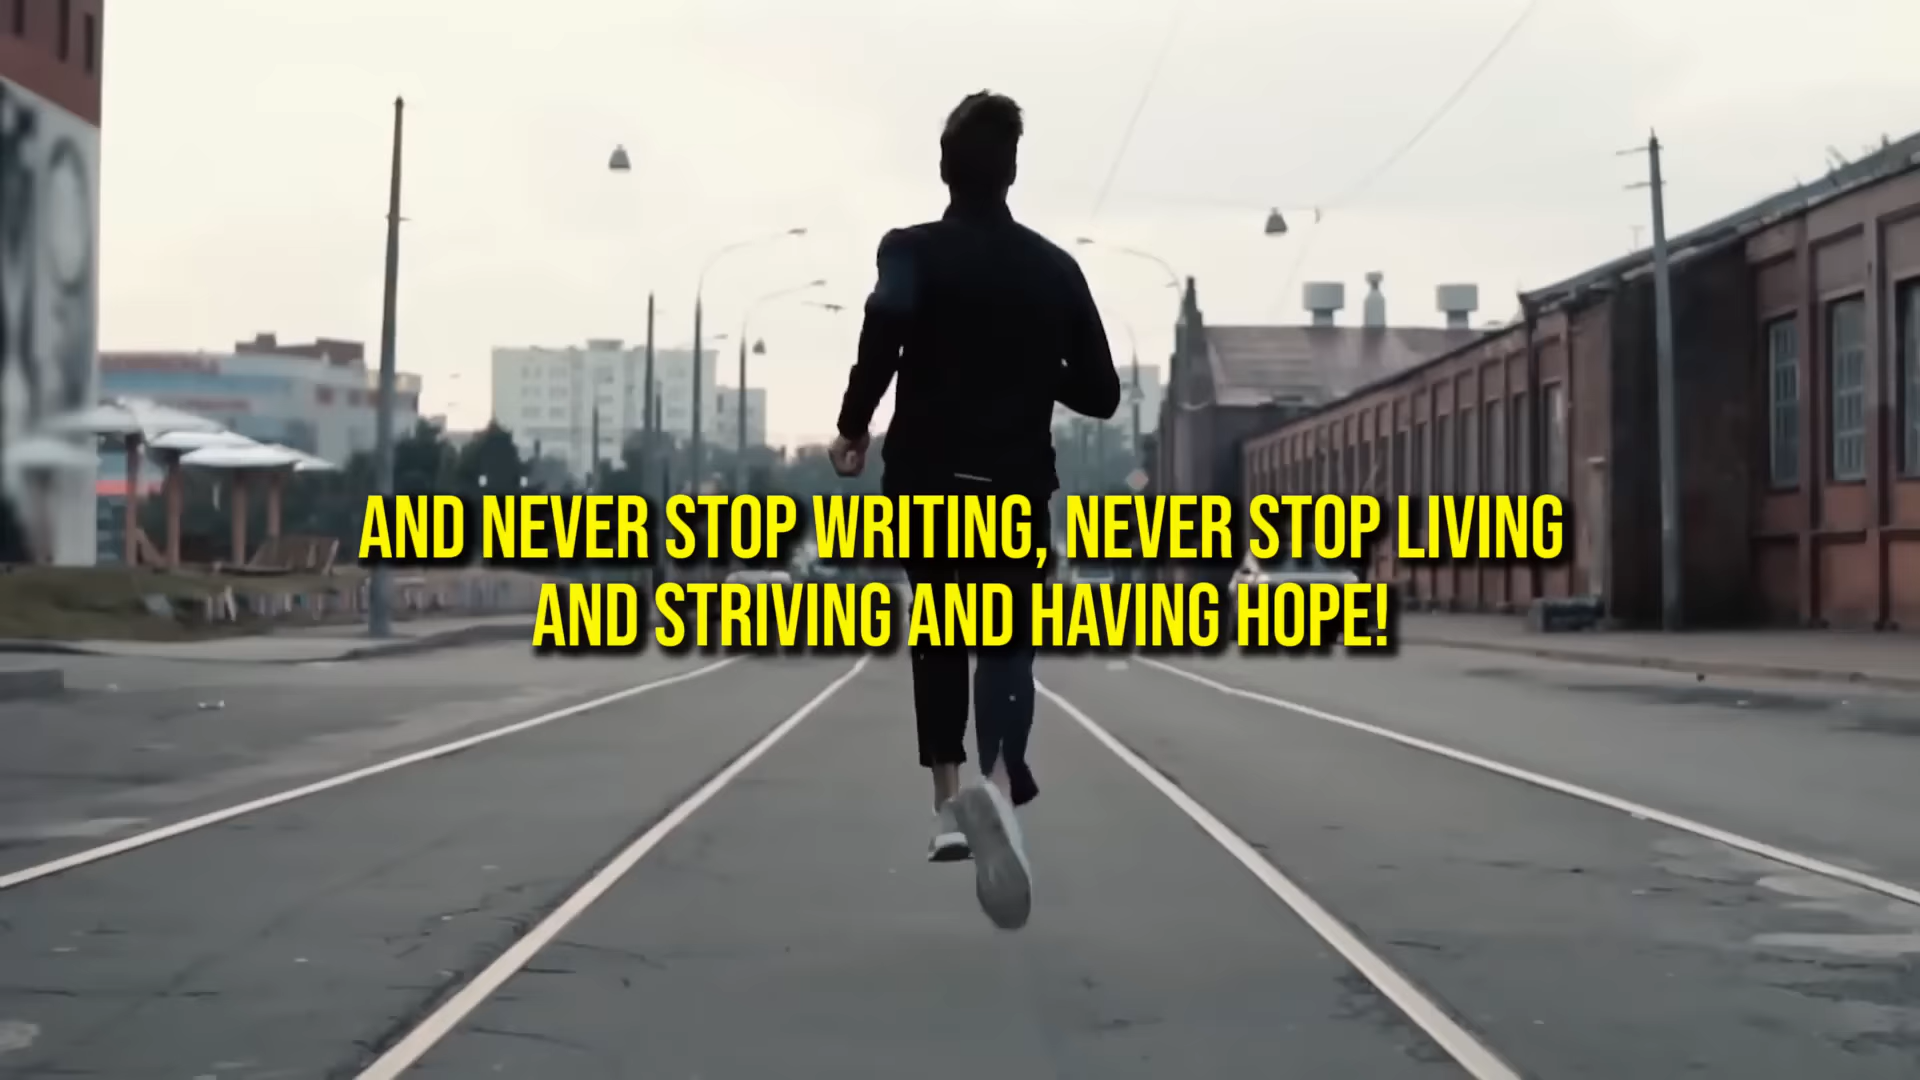 AND NEVER STOP WRITING, NEVER STOP LIVING
AND STRIVING AND HAVING HOPE!